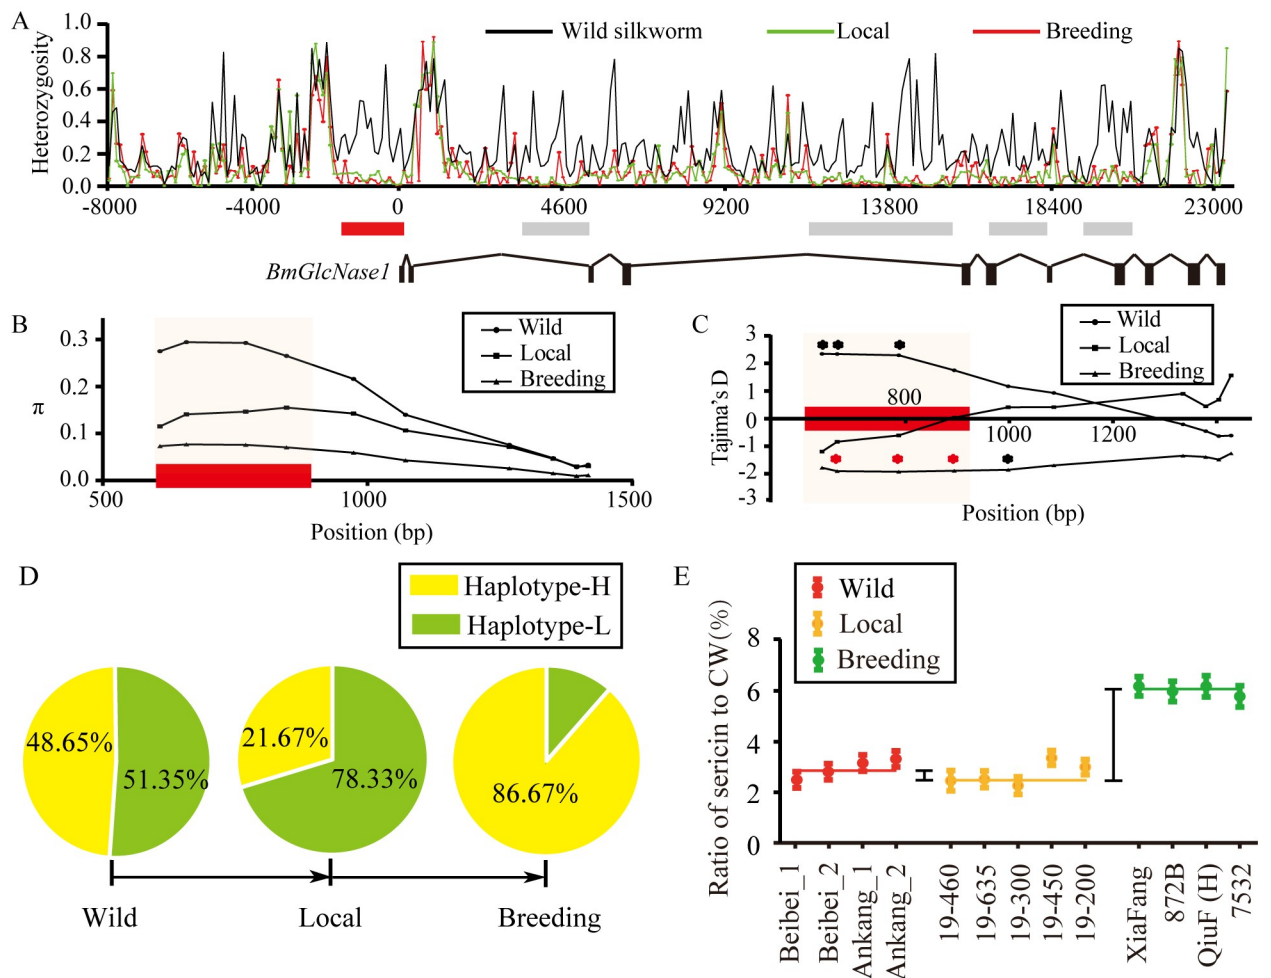 A
Heterozygosity
1.0
0.8
0.6
0.4
0.2
0.0
Wild silkworm Local Breeding
-8000 -4000 0 4600 9200 13800 18400 23000
BmGlcNase1
B
π
0.3
0.2
0.1
0.0
500 1000 1500
Position (bp)
Wild
Local
Breeding
C
Tajima's D
3
2
1
0
-1
-2
-3
800
1000 1200
Position (bp)
Wild
Local
Breeding
D
Haplotype-H
Haplotype-L
48.65%
51.35%
21.67%
78.33%
86.67%
Wild Local Breeding
E
Ratio of sericin to CW(%)
8
6
4
2
0
Wild
Local
Breeding
Beibei_1
Beibei_2
Ankang_1
Ankang_2
19-460
19-635
19-300
19-450
19-200
XiaFang
872B
QiuF (H)
7532